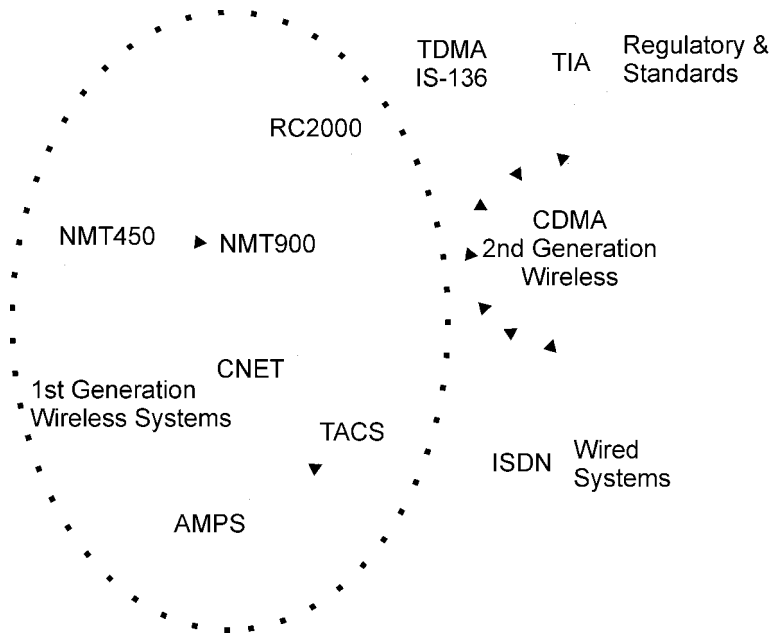 TDMA
IS-136
TIA
Regulatory &
Standards
RC2000
NMT450
NMT900
CDMA
2nd Generation
Wireless
CNET
1st Generation
Wireless Systems
TACS
ISDN
Wired
Systems
AMPS